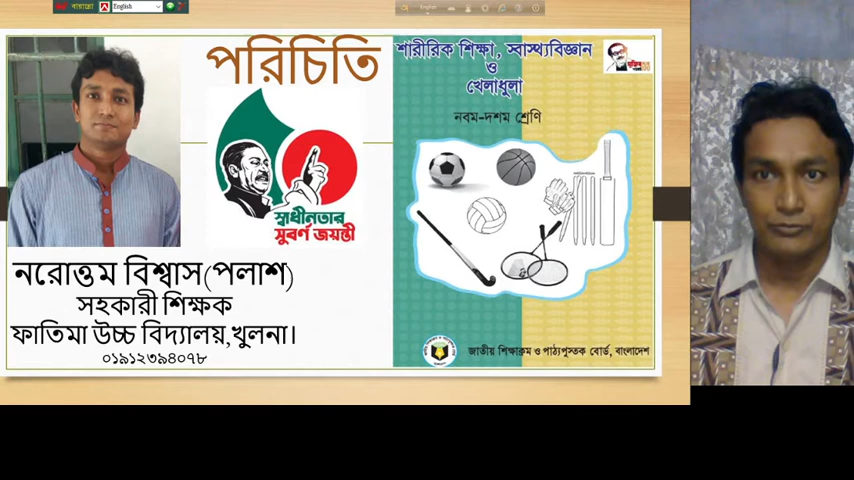 বায়ান্নো
English
পরিচিতি
স্বাধীনতার
সুবর্ণ জয়ন্তী
নরোত্তম বিশ্বাস(পলাশ)
সহকারী শিক্ষক
ফাতিমা উচ্চ বিদ্যালয়,খুলনা।
০১৯১২৩৯৪০৭৮
শারীরিক শিক্ষা, স্বাস্থ্যবিজ্ঞান
ও
খেলাধুলা
নবম-দশম শ্রেণি
জাতীয় শিক্ষাক্রম ও পাঠ্যপুস্তক বোর্ড, বাংলাদেশ